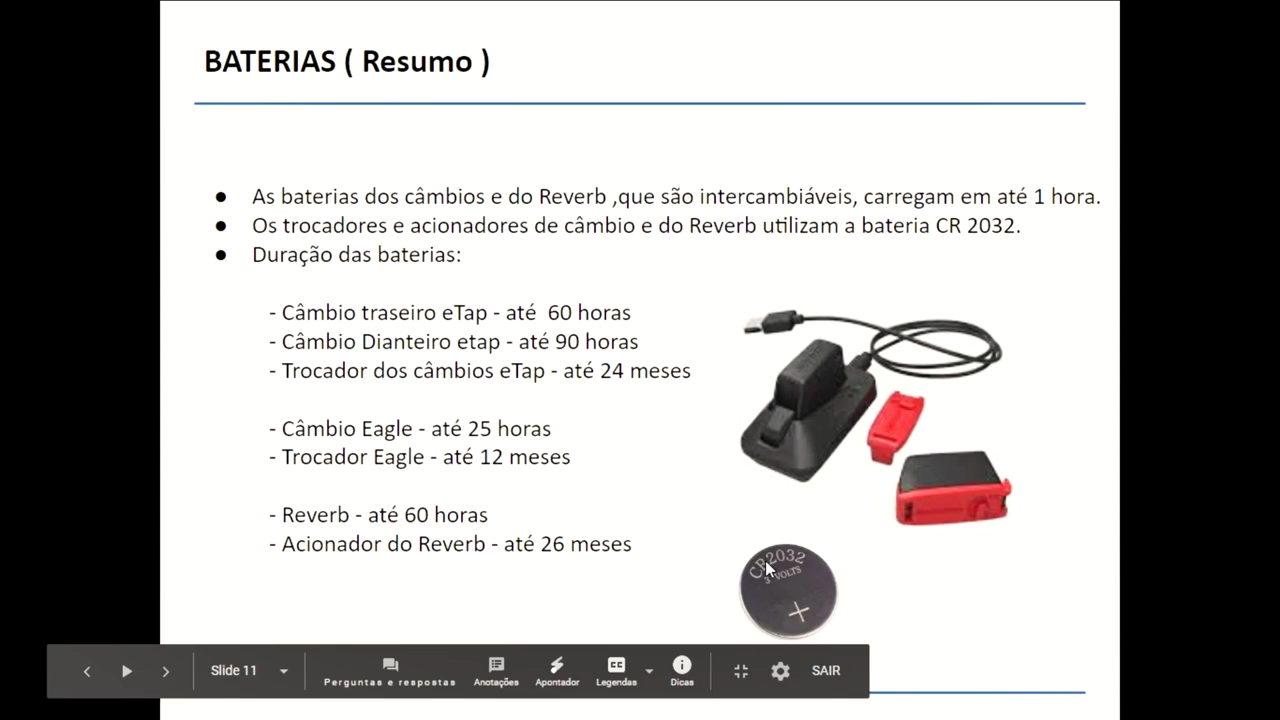 BATERIAS ( Resumo )
● As baterias dos câmbios e do Reverb ,que são intercambiáveis, carregam em até 1 hora.
● Os trocadores e acionadores de câmbio e do Reverb utilizam a bateria CR 2032.
● Duração das baterias:
- Câmbio traseiro eTap - até 60 horas
- Câmbio Dianteiro etap - até 90 horas
- Trocador dos câmbios eTap - até 24 meses
- Câmbio Eagle - até 25 horas
- Trocador Eagle - até 12 meses
- Reverb - até 60 horas
- Acionador do Reverb - até 26 meses
CR2032
3 VOLTS
+
Slide 11
Perguntas e respostas
Anotações
Apontador
CC
Legendas
Dicas
SAIR